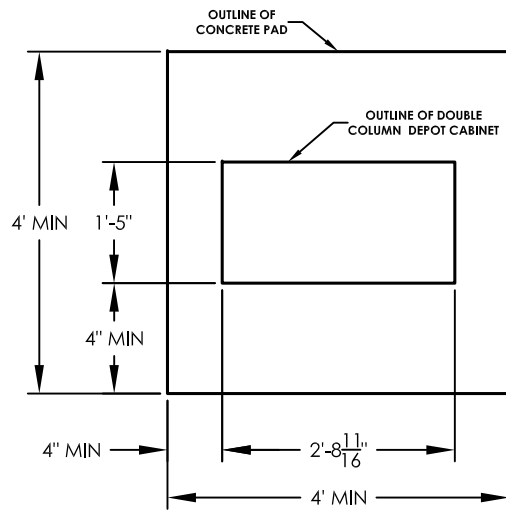 OUTLINE OF
CONCRETE PAD
OUTLINE OF DOUBLE
COLUMN DEPOT CABINET
4' MIN
1'-5"
4" MIN
4" MIN
2'-8 11/16"
4' MIN